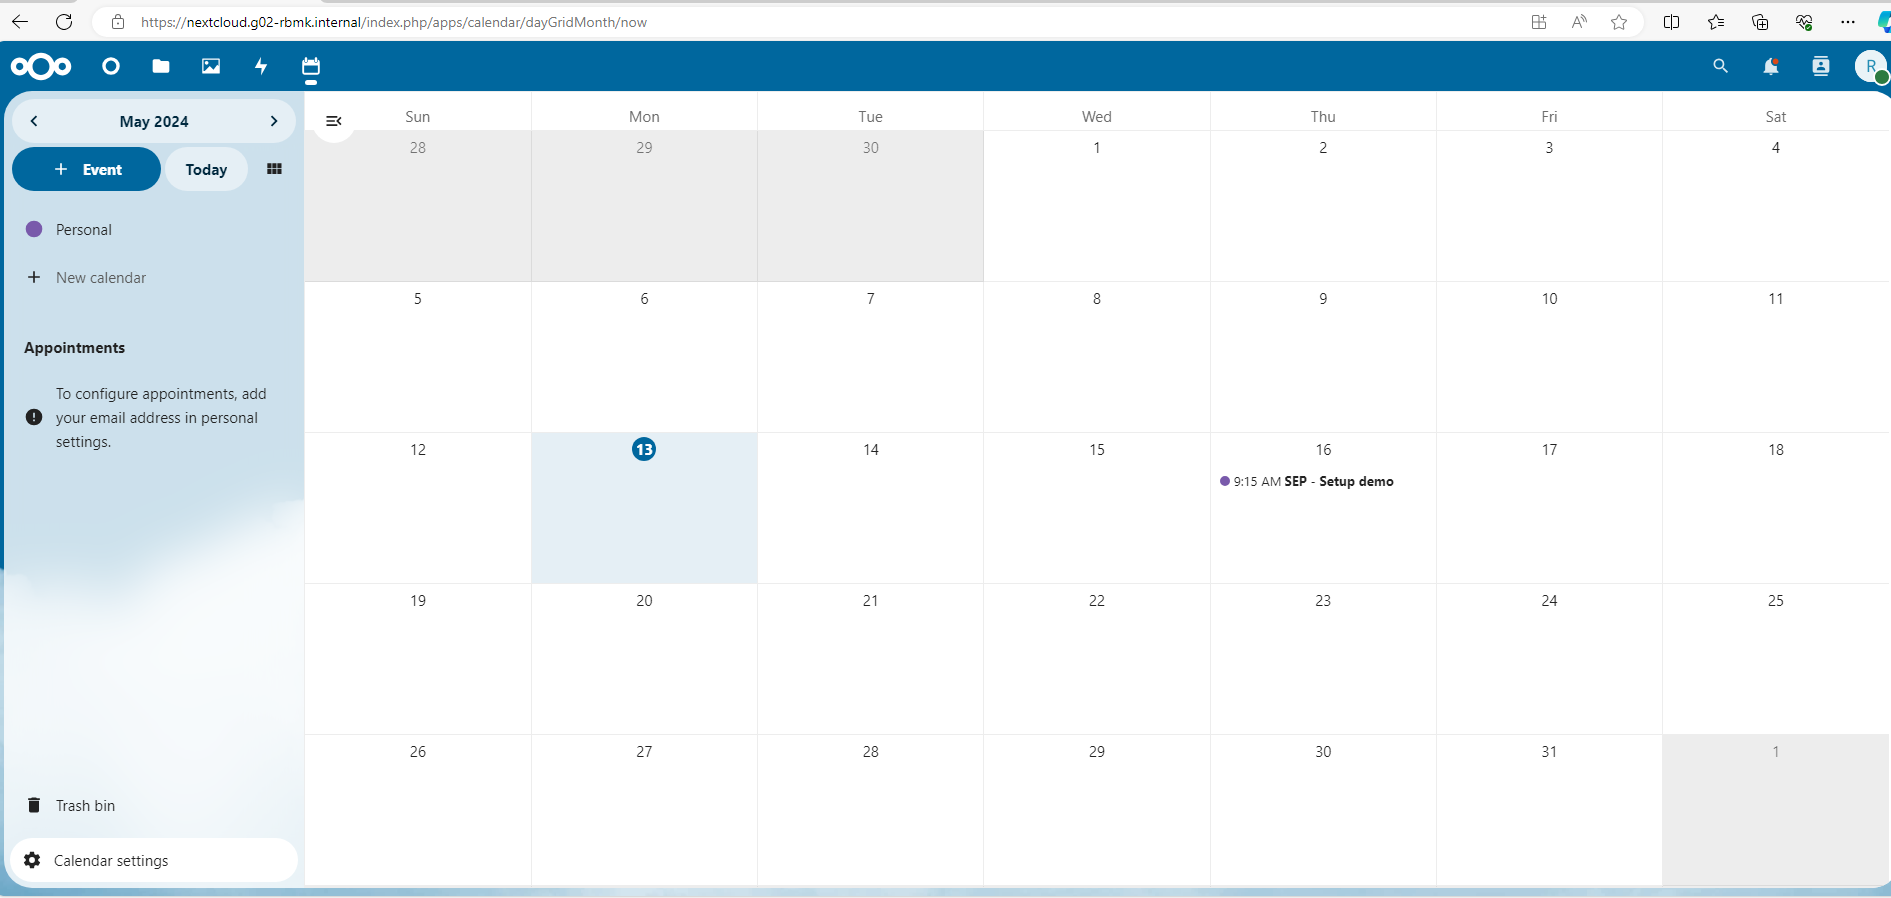 https://nextcloud.g02-rbmk.internal/index.php/apps/calendar/dayGridMonth/now
R
May 2024
+ Event
Today
Personal
+ New calendar
Appointments
To configure appointments, add
your email address in personal
settings.
Trash bin
Calendar settings
Sun Mon Tue Wed Thu Fri Sat
28 29 30 1 2 3 4
5 6 7 8 9 10 11
12 13 14 15 16 17 18
9:15 AM SEP - Setup demo
19 20 21 22 23 24 25
26 27 28 29 30 31 1